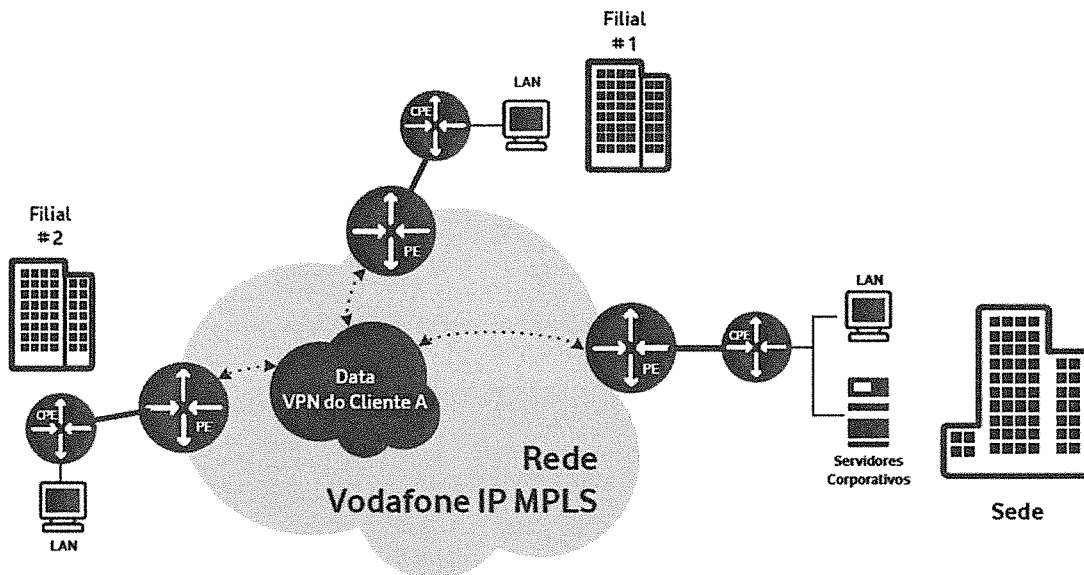 Filial
#1
LAN
CPE
PE
Filial
#2
LAN
PE
CPE
Data
VPN do Cliente A
CPE
PE
Rede
Vodafone IP MPLS
Servidores
Corporativos
Sede
LAN